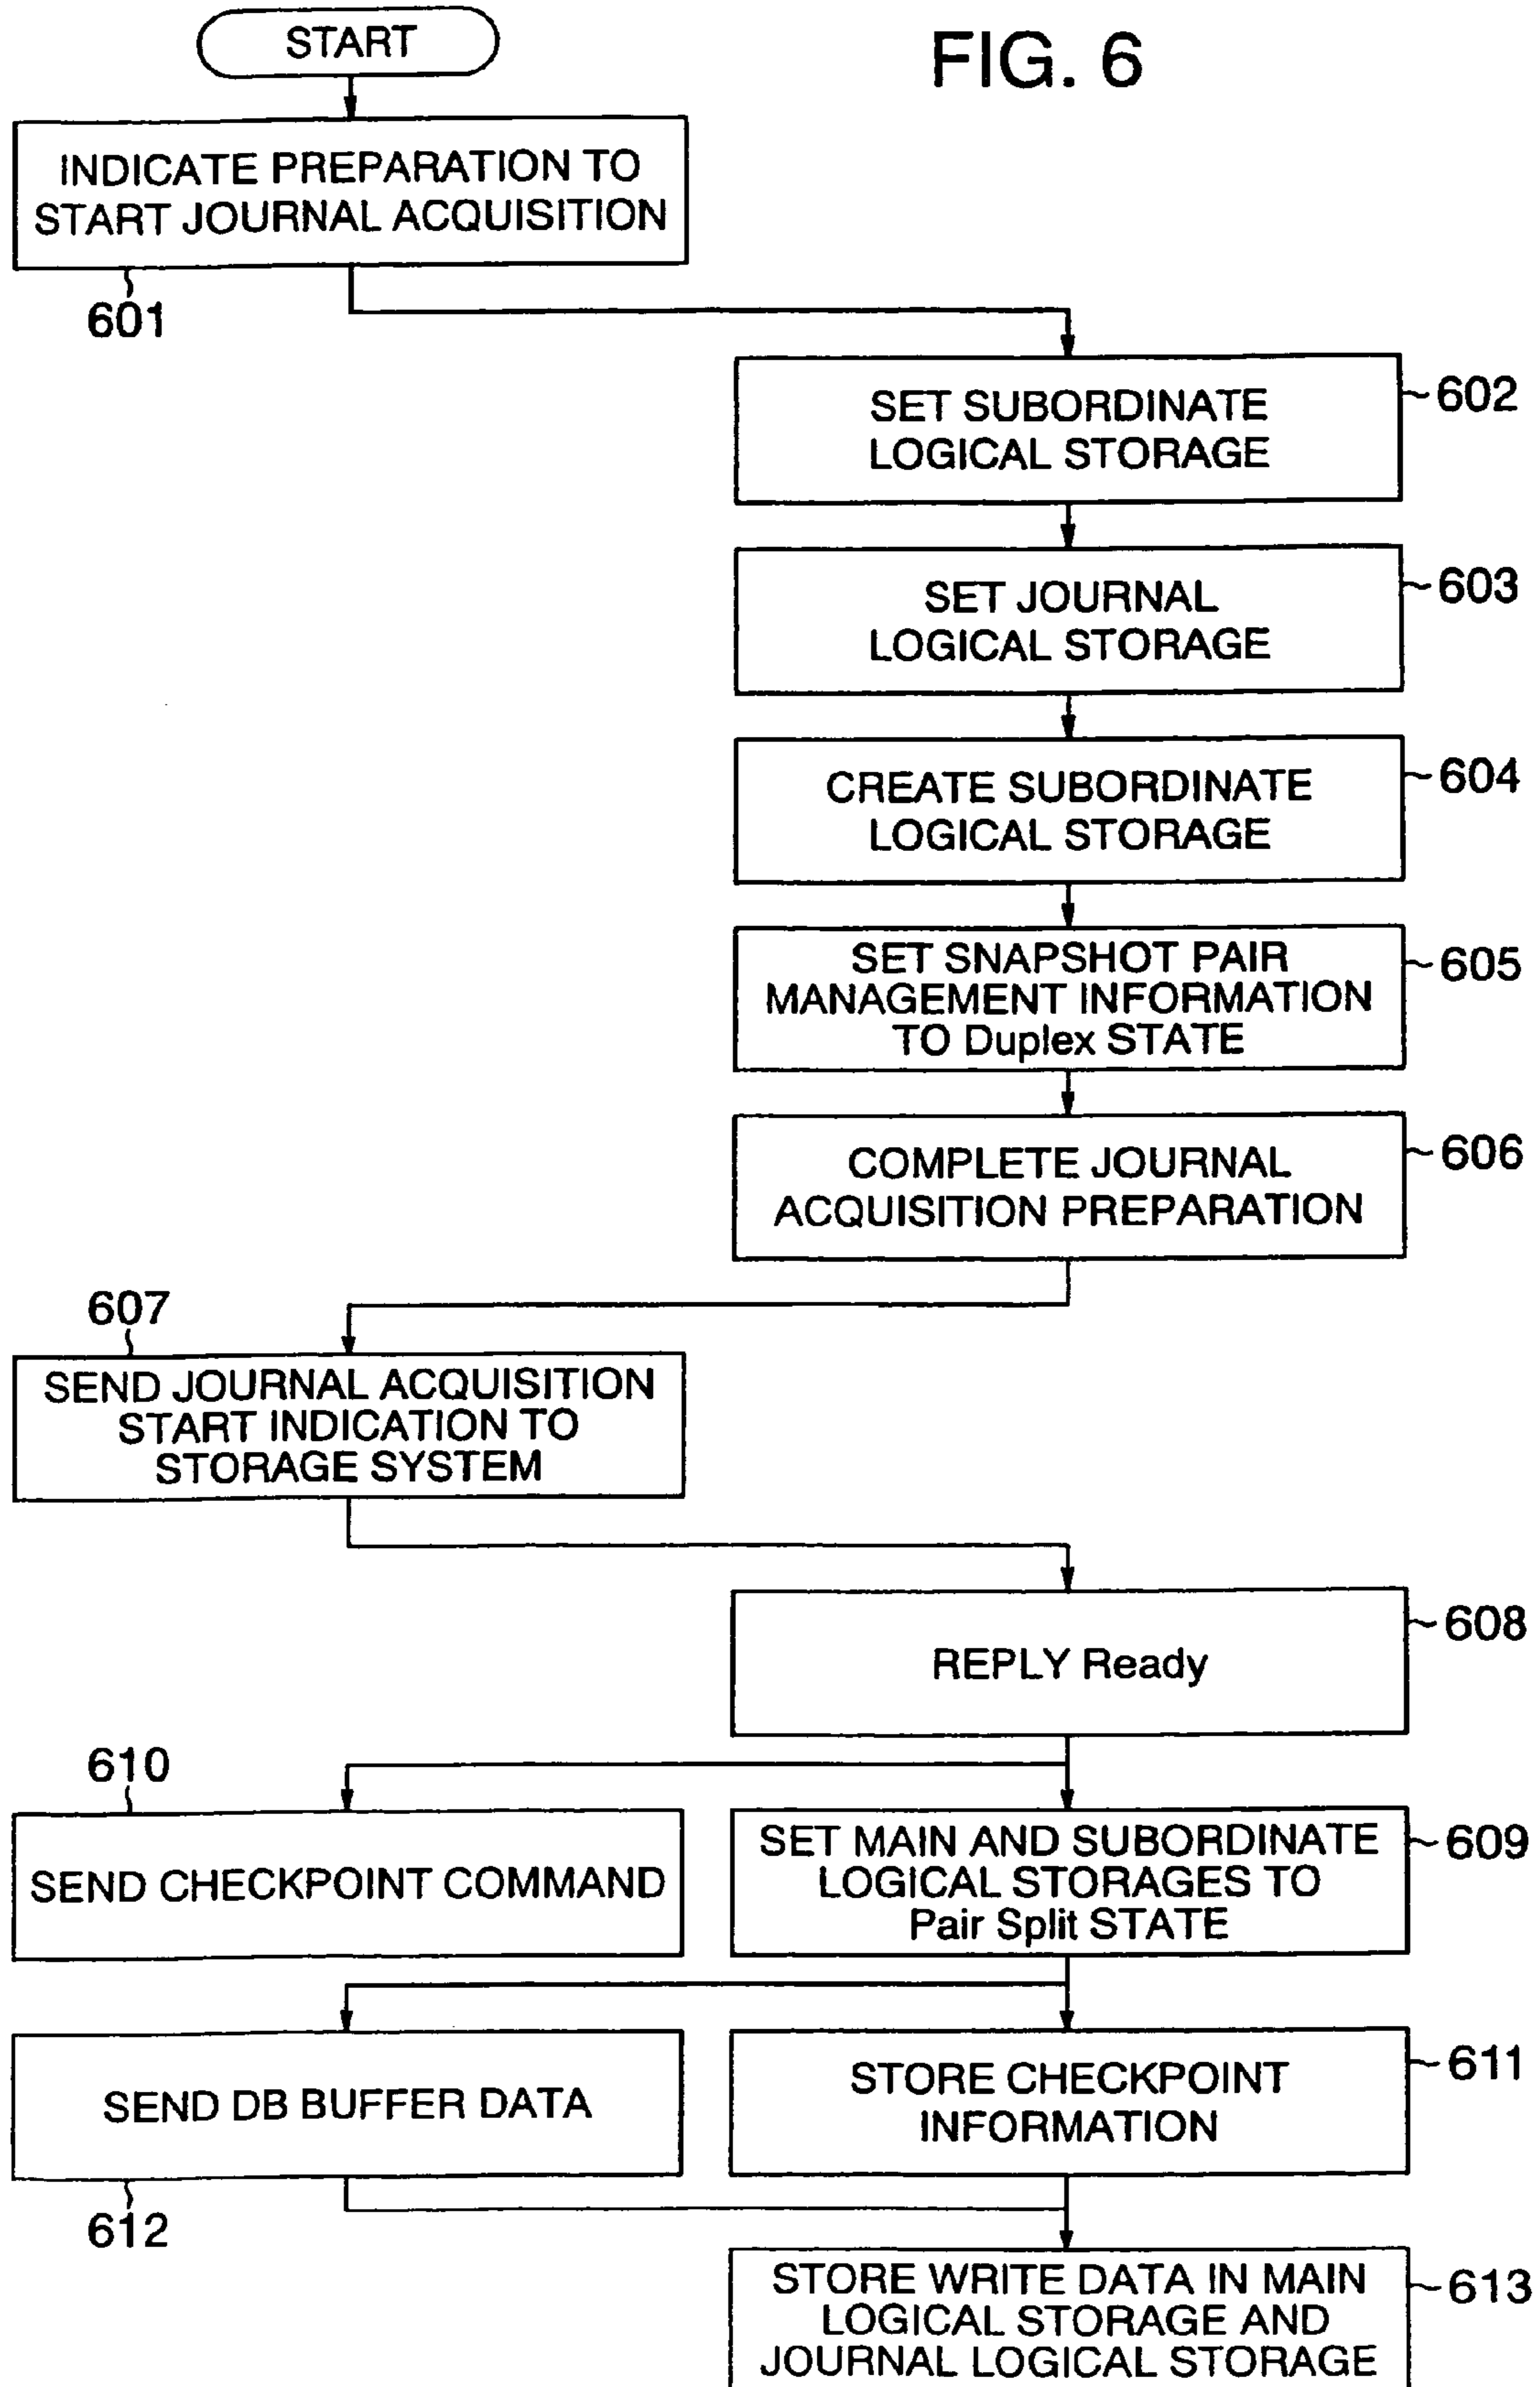 START
FIG. 6
INDICATE PREPARATION TO
START JOURNAL ACQUISITION
601
SET SUBORDINATE
LOGICAL STORAGE
602
SET JOURNAL
LOGICAL STORAGE
603
CREATE SUBORDINATE
LOGICAL STORAGE
604
SET SNAPSHOT PAIR
MANAGEMENT INFORMATION
TO Duplex STATE
605
COMPLETE JOURNAL
ACQUISITION PREPARATION
606
607
SEND JOURNAL ACQUISITION
START INDICATION TO
STORAGE SYSTEM
REPLY Ready
608
610
SEND CHECKPOINT COMMAND
SET MAIN AND SUBORDINATE
LOGICAL STORAGES TO
Pair Split STATE
609
SEND DB BUFFER DATA
612
STORE CHECKPOINT
INFORMATION
611
STORE WRITE DATA IN MAIN
LOGICAL STORAGE AND
JOURNAL LOGICAL STORAGE
613